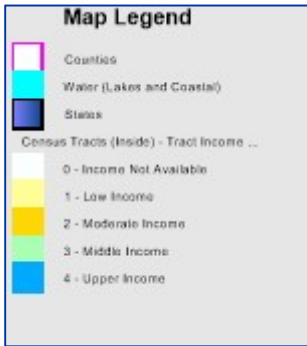 Map Legend
Counties
Water (Lakes and Coastal)
States
Census Tracts (Inside) - Tract Income ...
0 - Income Not Available
1 - Low Income
2 - Moderate Income
3 - Middle Income
4 - Upper Income